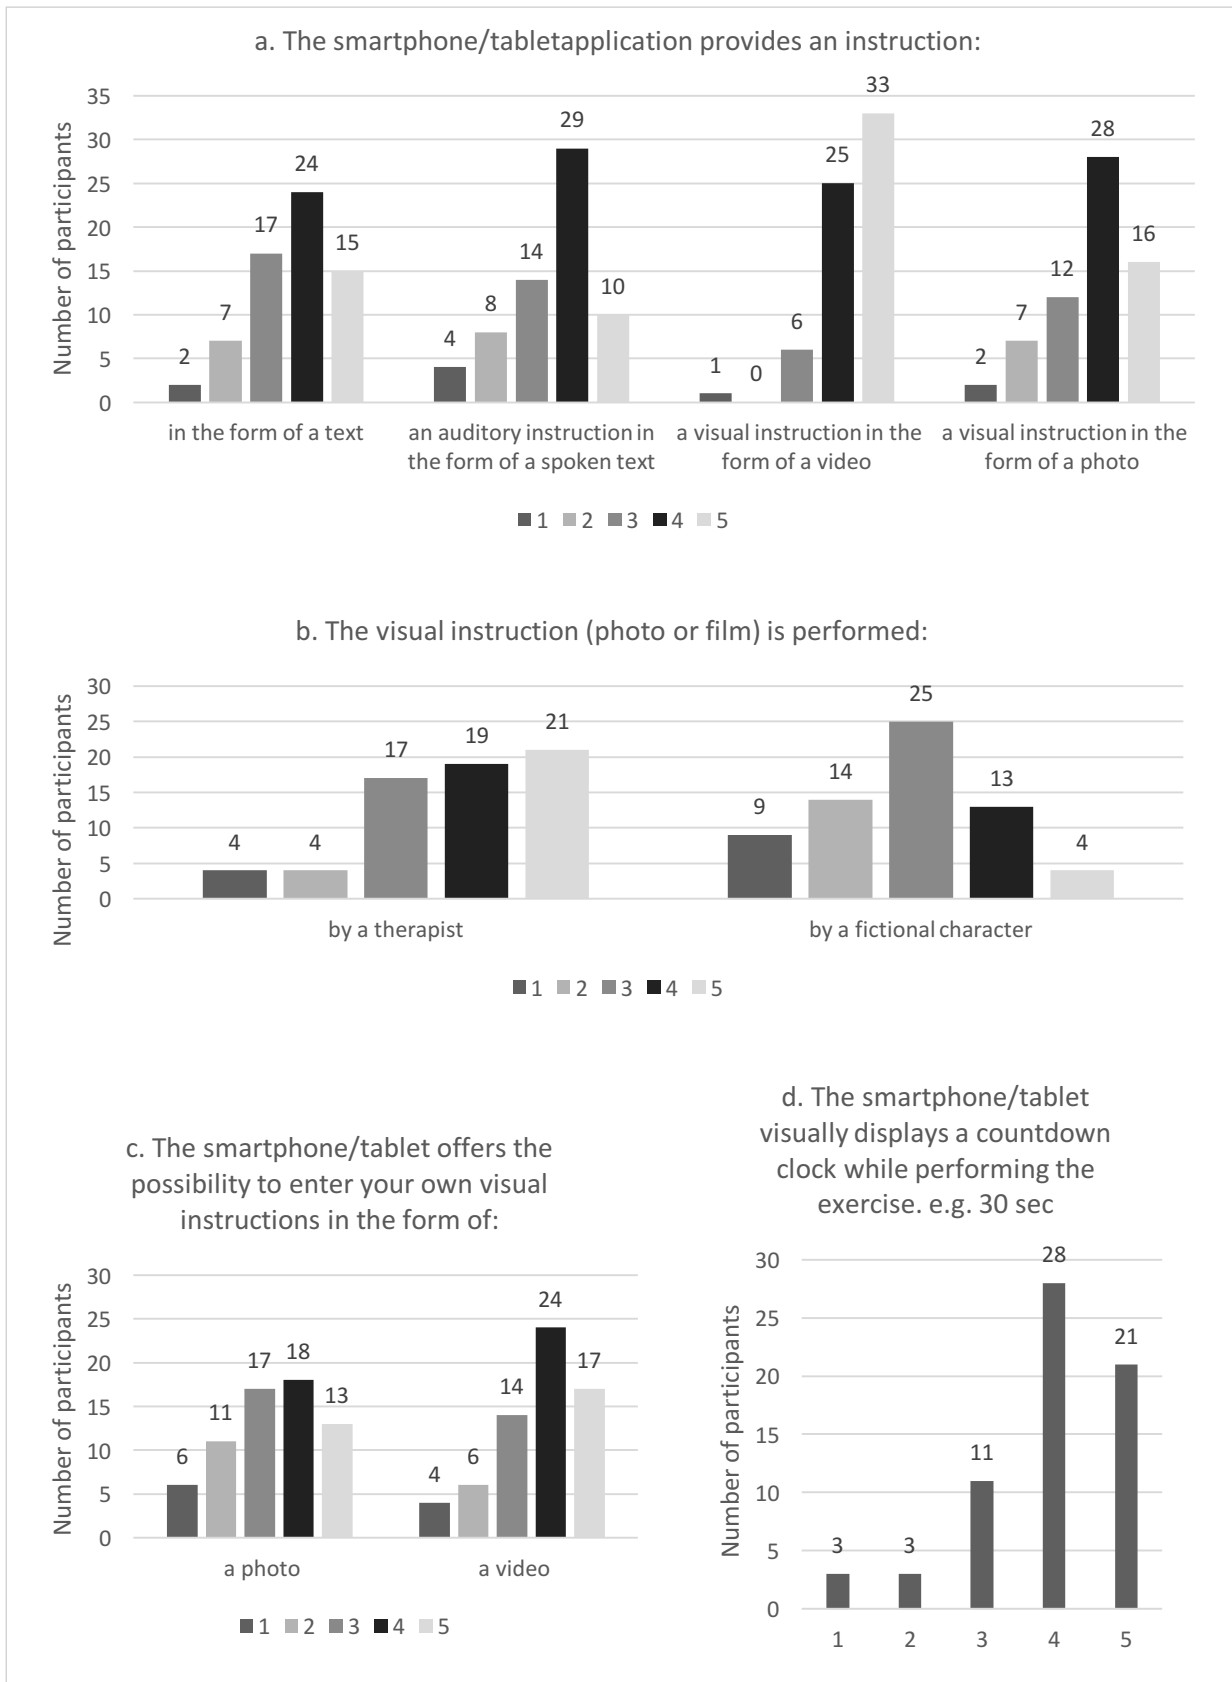 a. The smartphone/tabletapplication provides an instruction:
Number of participants
35
30
25
20
15
10
5
0
2
7
17
24
15
4
8
14
29
10
1
0
6
25
33
2
7
12
28
16
in the form of a text
an auditory instruction in
the form of a spoken text
a visual instruction in the
form of a video
a visual instruction in the
form of a photo
1 2 3 4 5
b. The visual instruction (photo or film) is performed:
Number of participants
30
25
20
15
10
5
0
4
4
17
19
21
9
14
25
13
4
by a therapist
by a fictional character
1 2 3 4 5
c. The smartphone/tablet offers the
possibility to enter your own visual
instructions in the form of:
Number of participants
30
25
20
15
10
5
0
6
11
17
18
13
4
6
14
24
17
a photo
a video
1 2 3 4 5
d. The smartphone/tablet
visually displays a countdown
clock while performing the
exercise. e.g. 30 sec
Number of participants
30
25
20
15
10
5
0
3
3
11
28
21
1 2 3 4 5